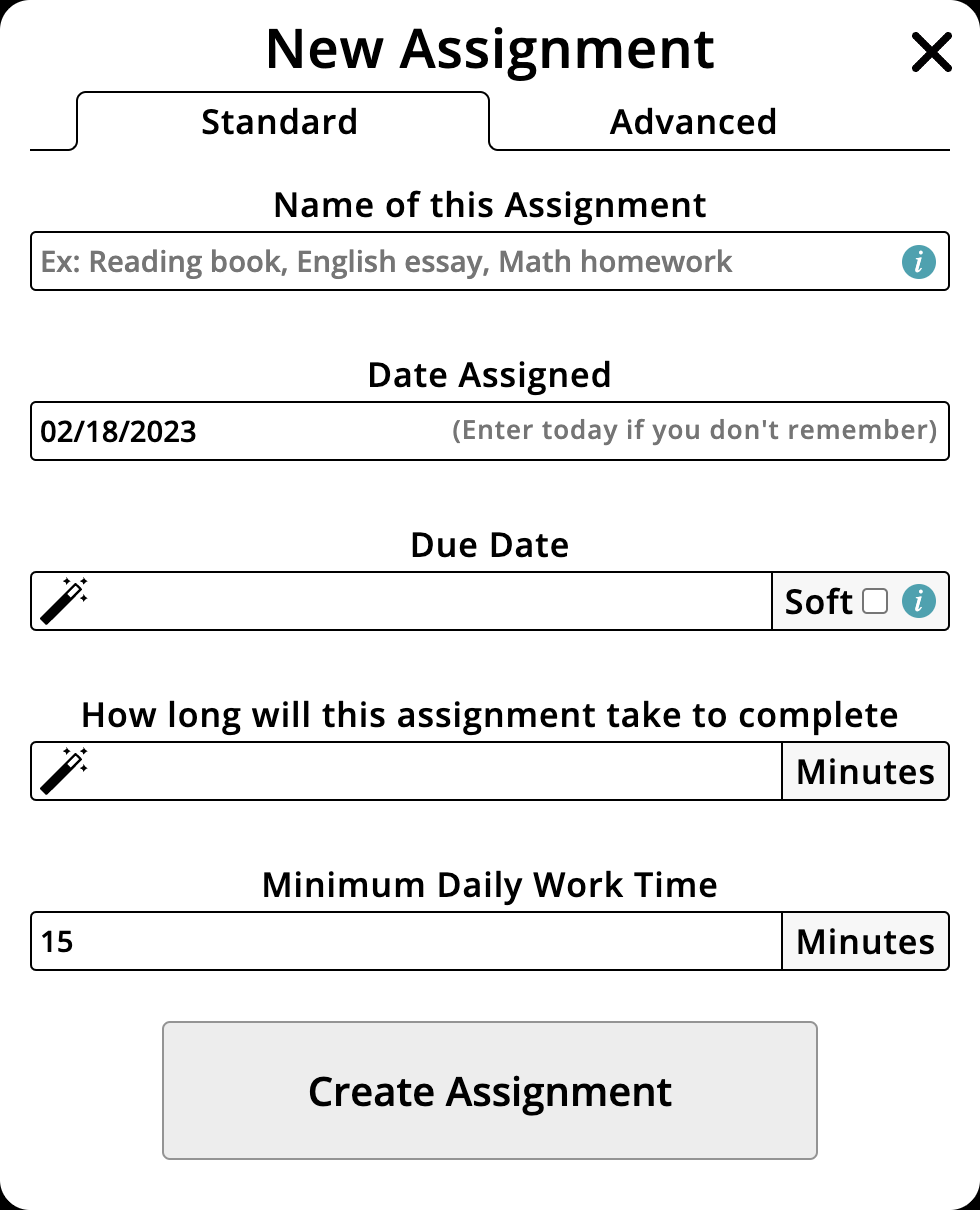 New Assignment
Standard Advanced
Name of this Assignment
Ex: Reading book, English essay, Math homework i
Date Assigned
02/18/2023 (Enter today if you don't remember)
Due Date
Soft i
How long will this assignment take to complete
Minutes
Minimum Daily Work Time
15 Minutes
Create Assignment